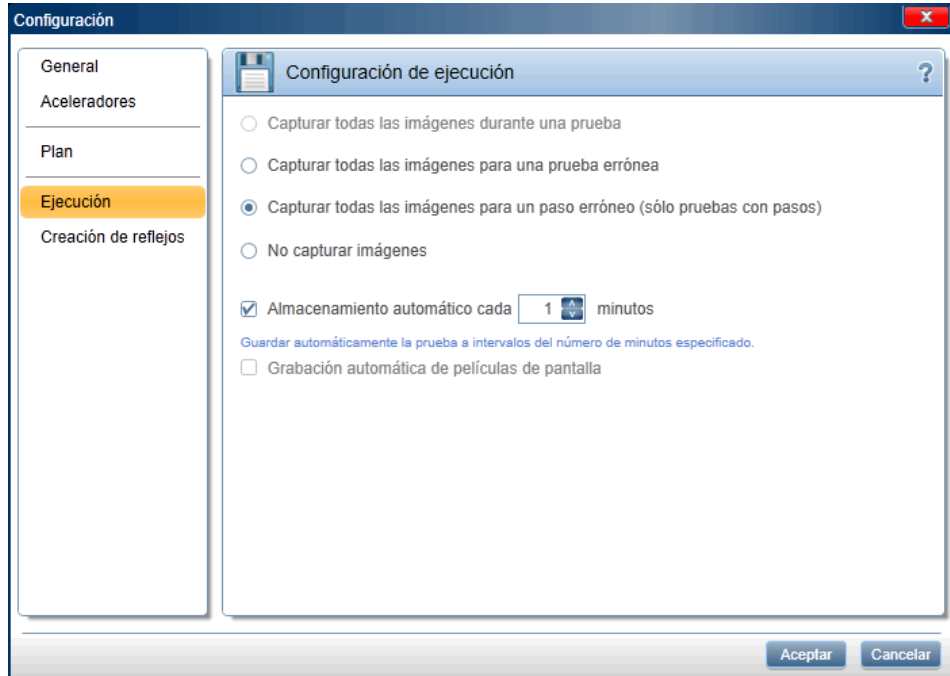 Configuración
General
Aceleradores
Plan
Ejecución
Creación de reflejos
Configuración de ejecución
?
Capturar todas las imágenes durante una prueba
Capturar todas las imágenes para una prueba errónea
Capturar todas las imágenes para un paso erróneo (sólo pruebas con pasos)
No capturar imágenes
Almacenamiento automático cada 1 minutos
Guardar automáticamente la prueba a intervalos del número de minutos especificado.
Grabación automática de películas de pantalla
Aceptar Cancelar